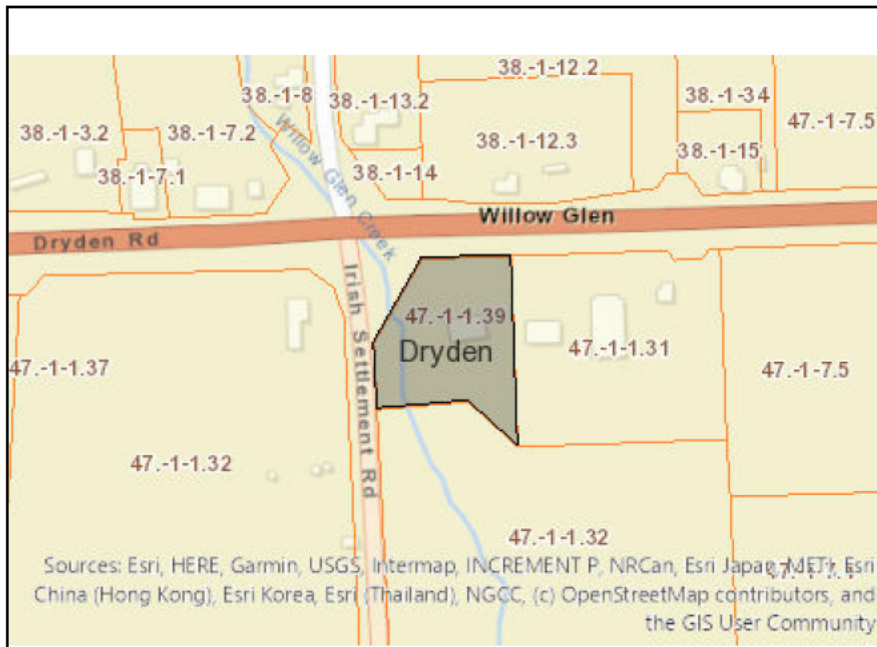 38.-1-12.2
38.-1-8
38.-1-13.2
38.-1-34
47.-1-7.5
38.-1-3.2
38.-1-7.2
38.-1-12.3
38.-1-15
38.-1-7.1
38.-1-14
Willow Glen Creek
Willow Glen
Dryden Rd
Irish Settlement Rd
47.-1-1.39
Dryden
47.-1-1.31
47.-1-1.37
47.-1-7.5
47.-1-1.32
47.-1-1.32
Sources: Esri, HERE, Garmin, USGS, Intermap, INCREMENT P, NRCan, Esri Japan, METI, Esri
China (Hong Kong), Esri Korea, Esri (Thailand), NGCC, (c) OpenStreetMap contributors, and
the GIS User Community